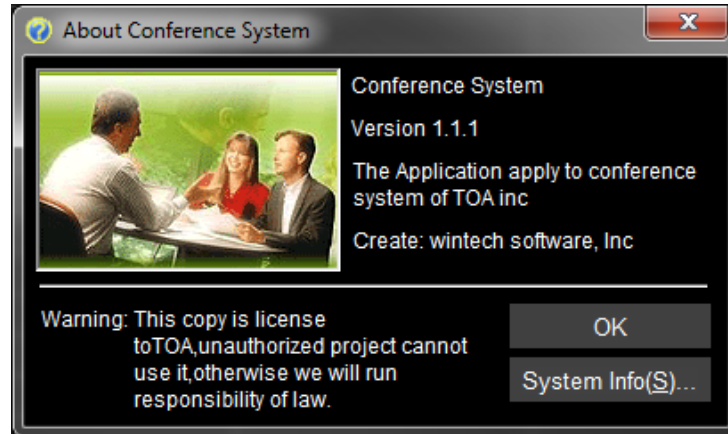 About Conference System
Conference System
Version 1.1.1
The Application apply to conference
system of TOA inc
Create: wintech software, Inc
Warning: This copy is license
toTOA,unauthorized project cannot
use it,otherwise we will run
responsibility of law.
OK
System Info(S)...